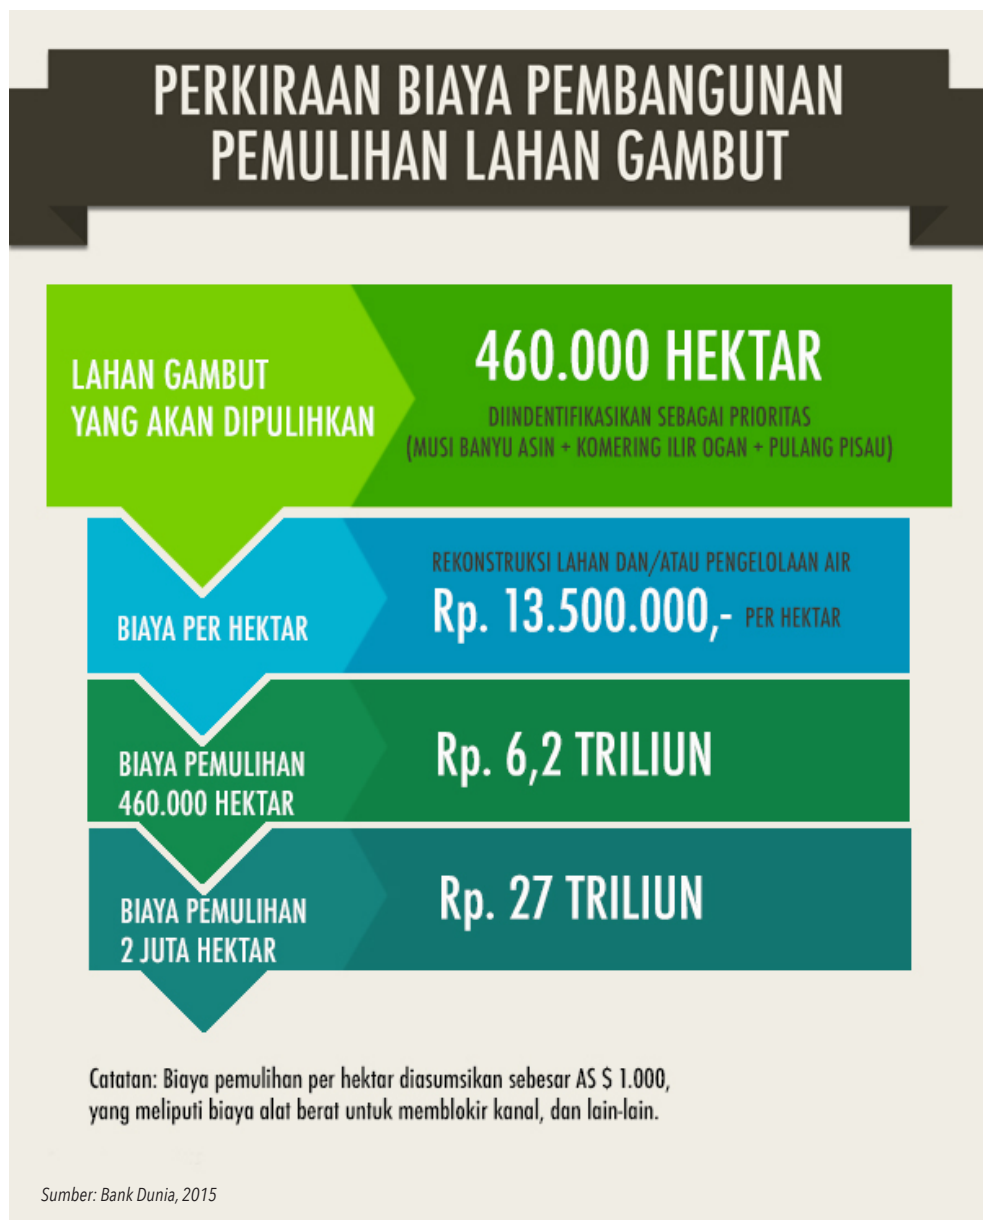 PERKIRAAN BIAYA PEMBANGUNAN
PEMULIHAN LAHAN GAMBUT
LAHAN GAMBUT
YANG AKAN DIPULIHKAN
460.000 HEKTAR
DIINDENTIFIKASIKAN SEBAGAI PRIORITAS
(MUSI BANYU ASIN + KOMERING ILIR OGAN + PULANG PISAU)
BIAYA PER HEKTAR
REKONSTRUKSI LAHAN DAN/ATAU PENGELOLAAN AIR
Rp. 13.500.000,- PER HEKTAR
BIAYA PEMULIHAN
460.000 HEKTAR
Rp. 6,2 TRILIUN
BIAYA PEMULIHAN
2 JUTA HEKTAR
Rp. 27 TRILIUN
Catatan: Biaya pemulihan per hektar diasumsikan sebesar AS $ 1.000,
yang meliputi biaya alat berat untuk memblokir kanal, dan lain-lain.
Sumber: Bank Dunia, 2015